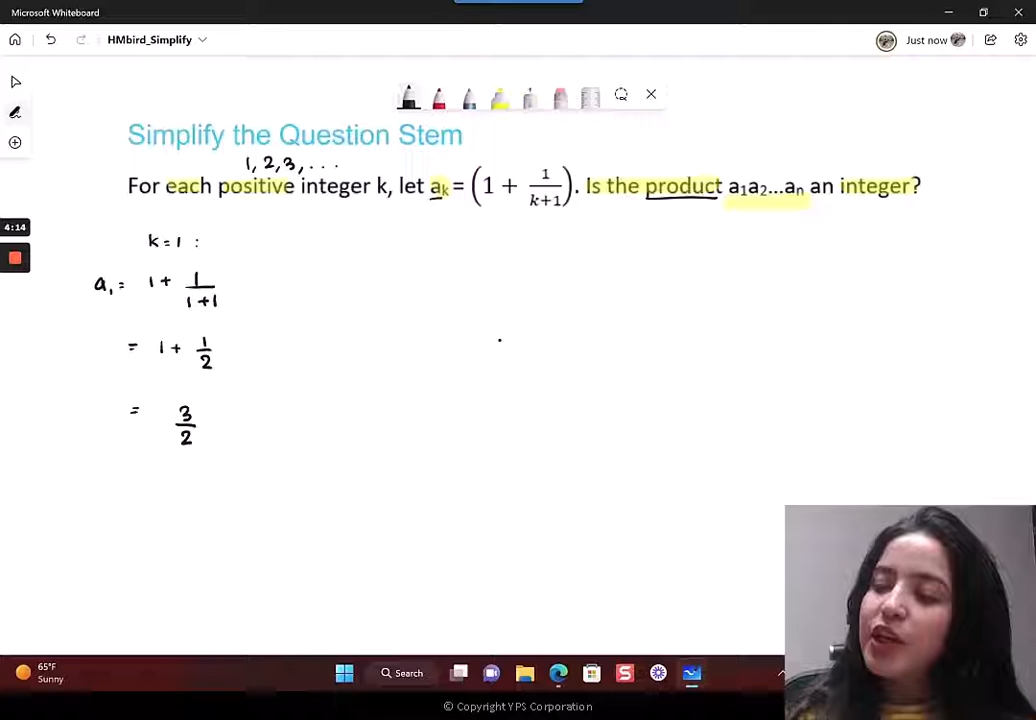 Microsoft Whiteboard
HMbird_Simplify
Just now
Simplify the Question Stem
1, 2, 3, . . .
For each positive integer k, let aₖ = (1 + 1/(k+1)). Is the product a₁a₂...aₙ an integer?
4:14
k = 1 :
a₁ = 1 + 1/(1+1)
= 1 + 1/2
= 3/2
65°F
Sunny
Search
© Copyright YPS Corporation